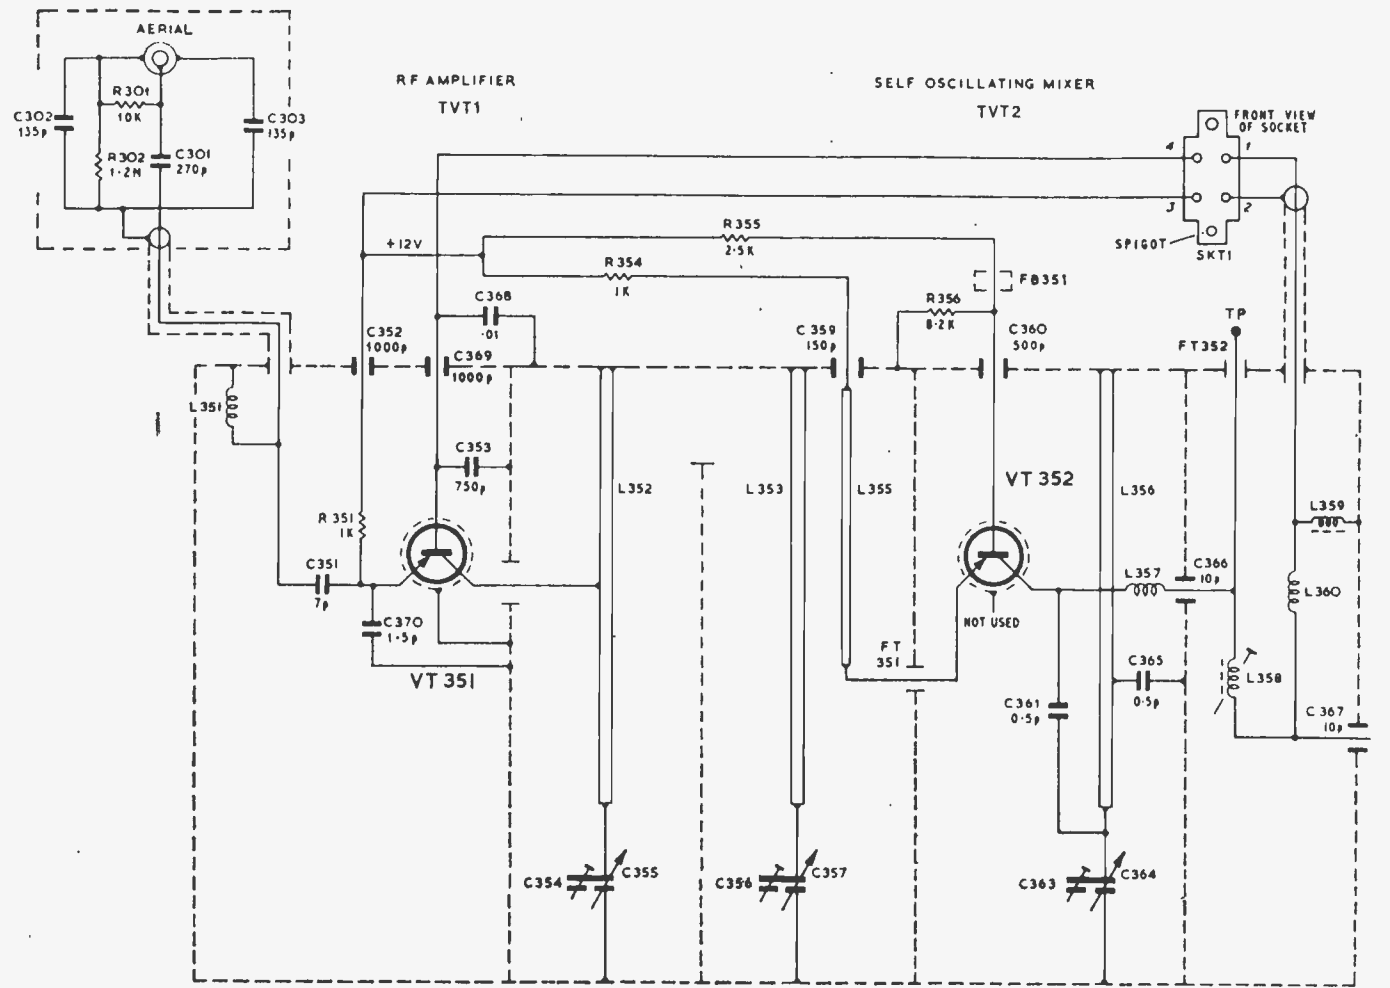 AERIAL
R301
10K
C302
135p
C303
135p
R302
1·2M
C301
270p
RF AMPLIFIER
TVT1
SELF OSCILLATING MIXER
TVT2
FRONT VIEW
OF SOCKET
4
1
3
2
SPIGOT
SKT1
+12V
R355
2·5K
R354
1K
FB351
C368
·01
R356
8·2K
C352
1000p
C369
1000p
C359
150p
C360
500p
TP
FT352
L351
C353
750p
L352
L353
L355
VT 352
L356
L359
R351
1K
C351
7p
C370
1·5p
VT 351
L357
C366
10p
L360
NOT USED
FT
351
C365
0·5p
L358
C361
0·5p
C367
10p
C354
C355
C356
C357
C363
C364